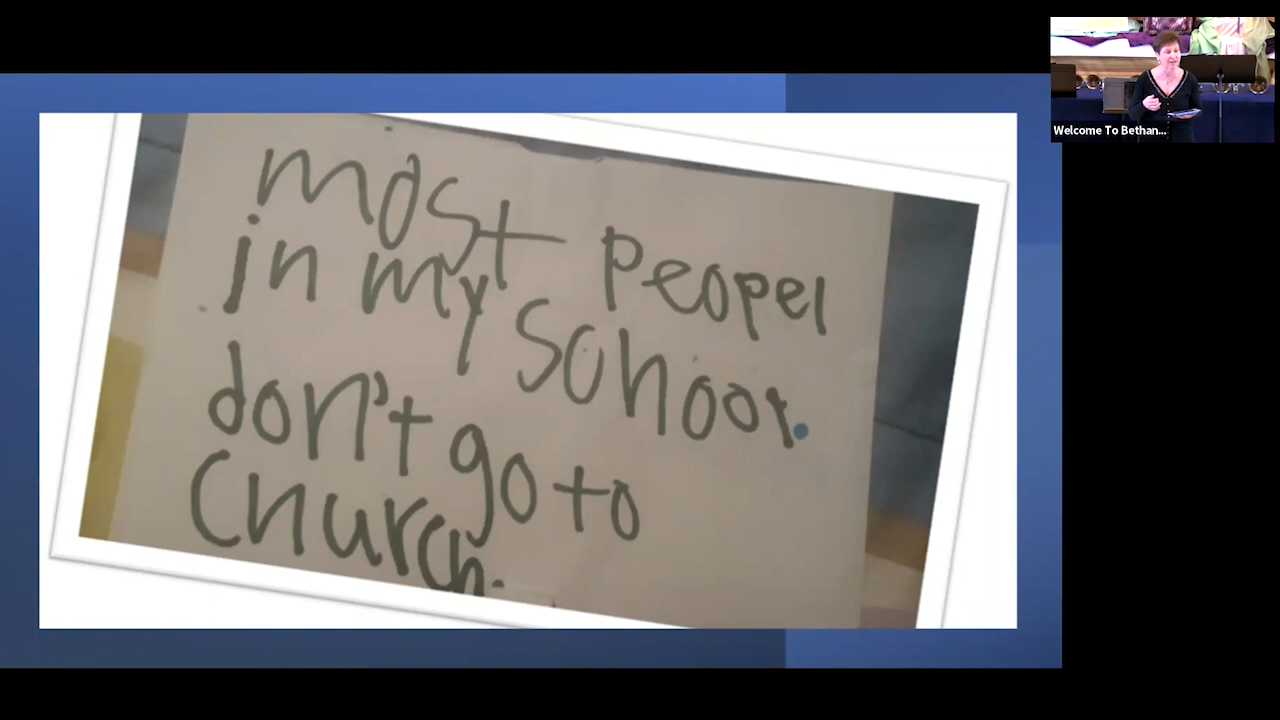 most peopel
in my school.
don't go to
Church.
Welcome To Bethan...